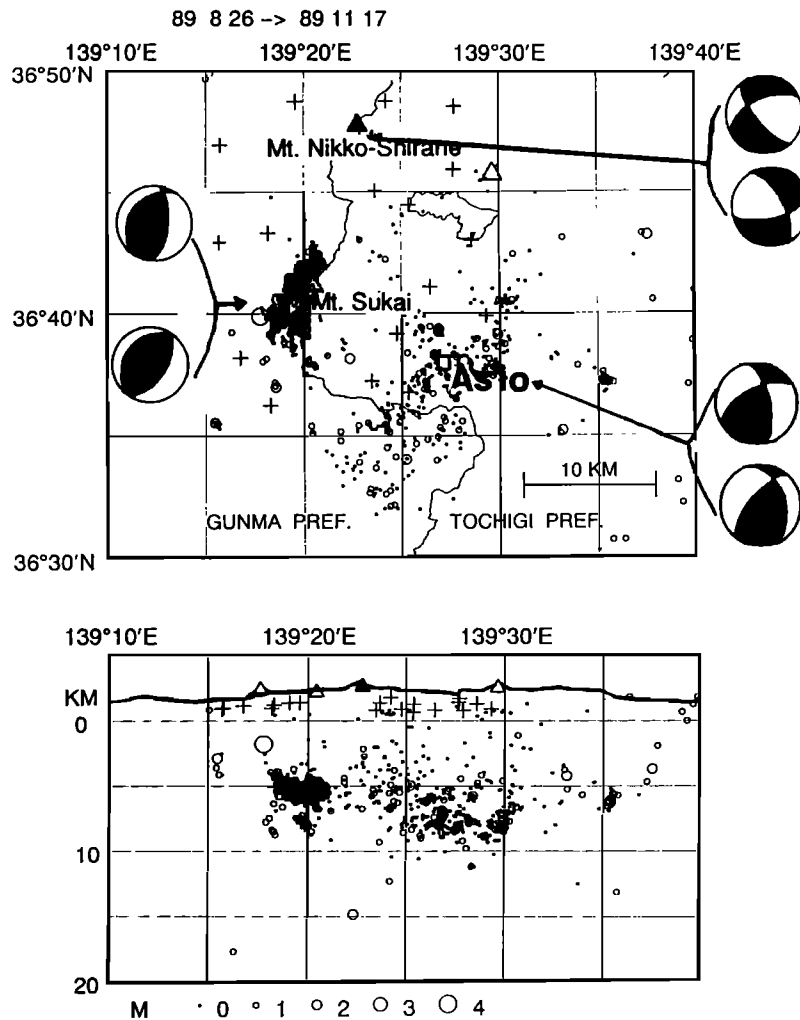 89 8 26 -> 89 11 17
139°10'E 139°20'E 139°30'E 139°40'E
36°50'N
Mt. Nikko-Shirane
Mt. Sukai
36°40'N
Asio
10 KM
GUNMA PREF. TOCHIGI PREF.
36°30'N
139°10'E 139°20'E 139°30'E
KM
0
10
20
M 0 1 2 3 4